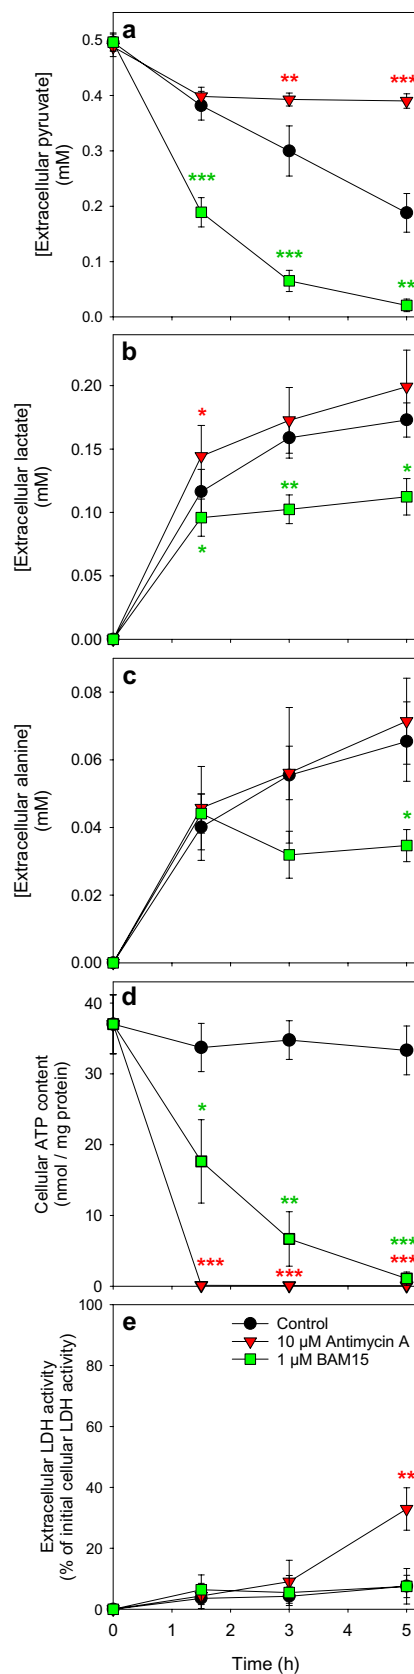 a
[Extracellular pyruvate]
(mM)
0.5
0.4
0.3
0.2
0.1
0.0
**
***
***
***
**
b
[Extracellular lactate]
(mM)
0.20
0.15
0.10
0.05
0.00
*
*
**
*
c
[Extracellular alanine]
(mM)
0.08
0.06
0.04
0.02
0.00
*
d
Cellular ATP content
(nmol / mg protein)
40
30
20
10
0
*
**
***
***
***
***
e
Extracellular LDH activity
(% of initial cellular LDH activity)
100
80
60
40
20
0
Control
10 µM Antimycin A
1 µM BAM15
**
0 1 2 3 4 5
Time (h)